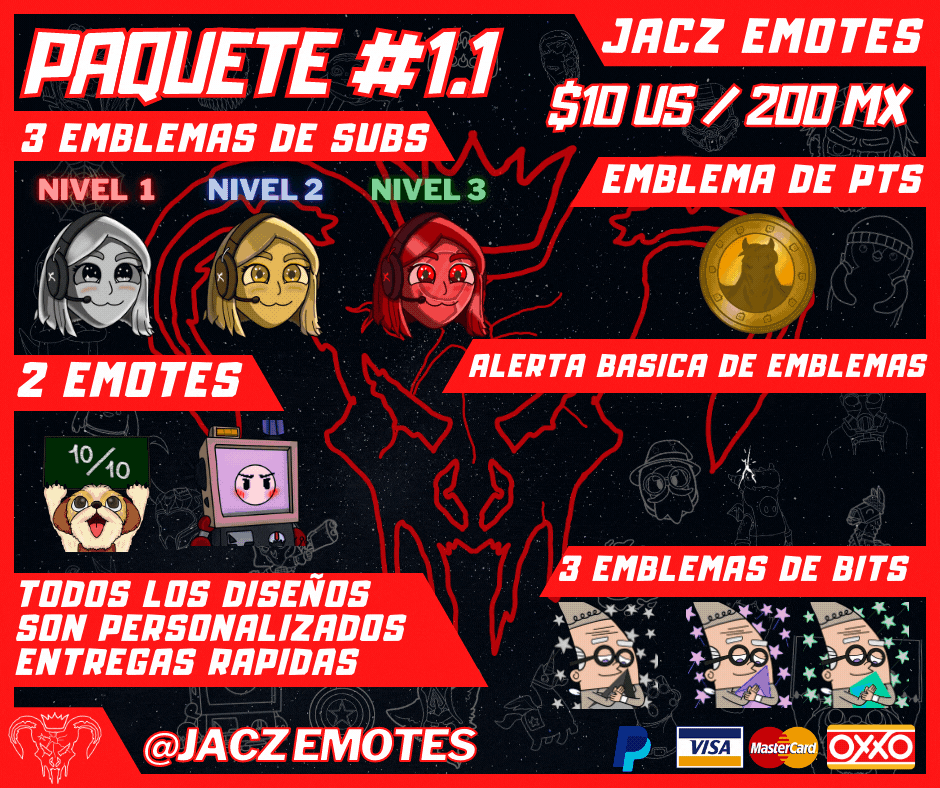 PAQUETE #1.1
JACZ EMOTES
$10 US / 200 MX
3 EMBLEMAS DE SUBS
NIVEL 1
NIVEL 2
NIVEL 3
EMBLEMA DE PTS
2 EMOTES
ALERTA BASICA DE EMBLEMAS
10/10
3 EMBLEMAS DE BITS
TODOS LOS DISEÑOS
SON PERSONALIZADOS
ENTREGAS RAPIDAS
@JACZ EMOTES
VISA
MasterCard
OXXO